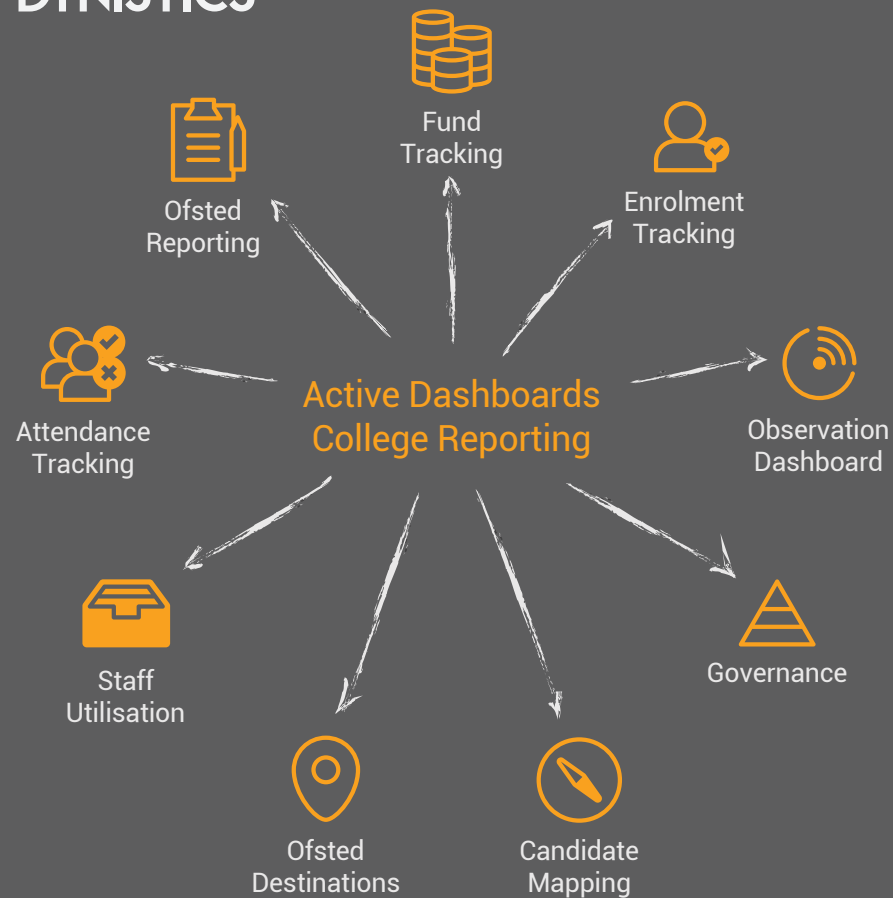 DYNISTICS
Fund
Tracking
Enrolment
Tracking
Ofsted
Reporting
Active Dashboards
College Reporting
Attendance
Tracking
Observation
Dashboard
Staff
Utilisation
Governance
Ofsted
Destinations
Candidate
Mapping